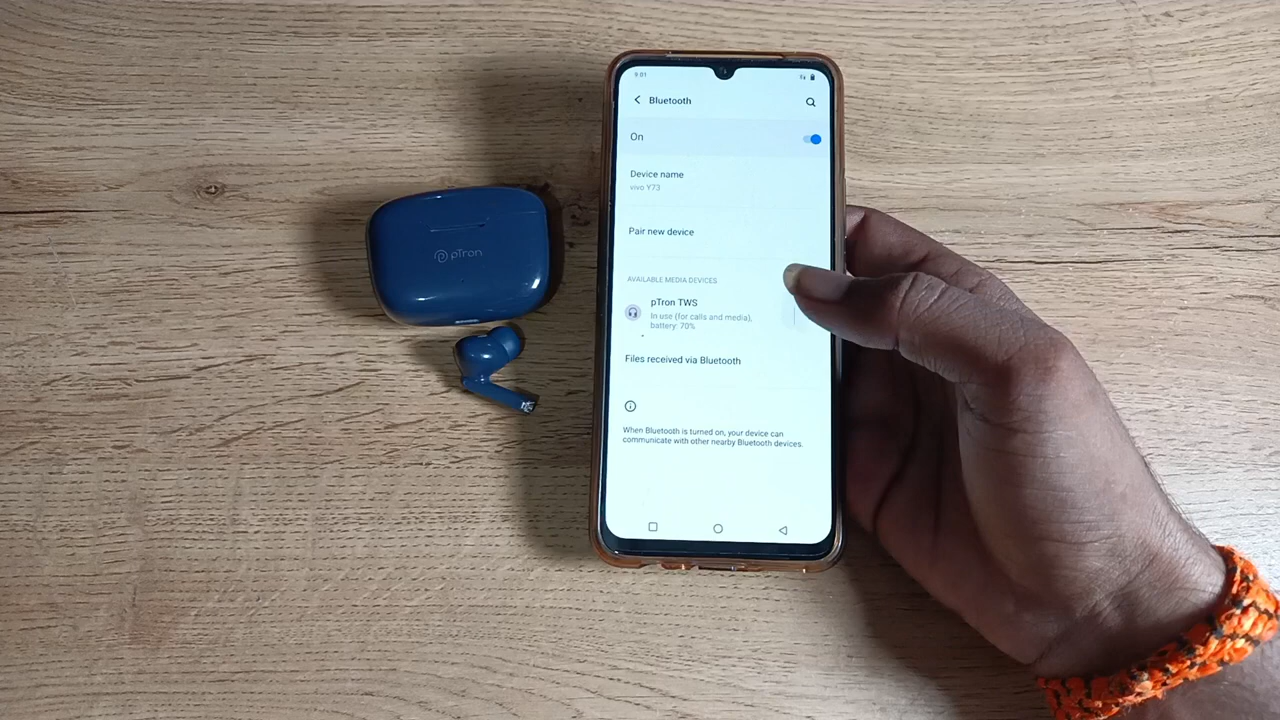 pTron
9:01
Bluetooth
On
Device name
vivo Y73
Pair new device
AVAILABLE MEDIA DEVICES
pTron TWS
In use (for calls and media),
battery: 70%
Files received via Bluetooth
When Bluetooth is turned on, your device can
communicate with other nearby Bluetooth devices.